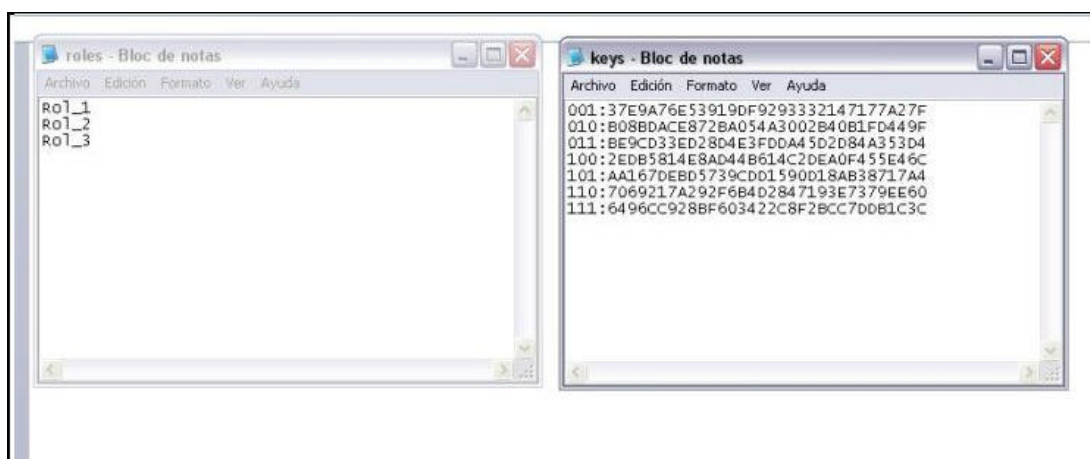 roles - Bloc de notas
Archivo Edición Formato Ver Ayuda
Rol_1
Rol_2
Rol_3
keys - Bloc de notas
Archivo Edición Formato Ver Ayuda
001:37E9A76E53919DF9293332147177A27F
010:B08BDACE872BA054A3002B40B1FD449F
011:BE9CD33ED28D4E3FDDA45D2D84A353D4
100:2EDB5814E8AD44B614C2DEA0F455E46C
101:AA167DEBD5739CDD1590D18AB38717A4
110:7069217A292F6B4D2847193E7379EE60
111:6496CC928BF603422C8F2BCC7DDB1C3C